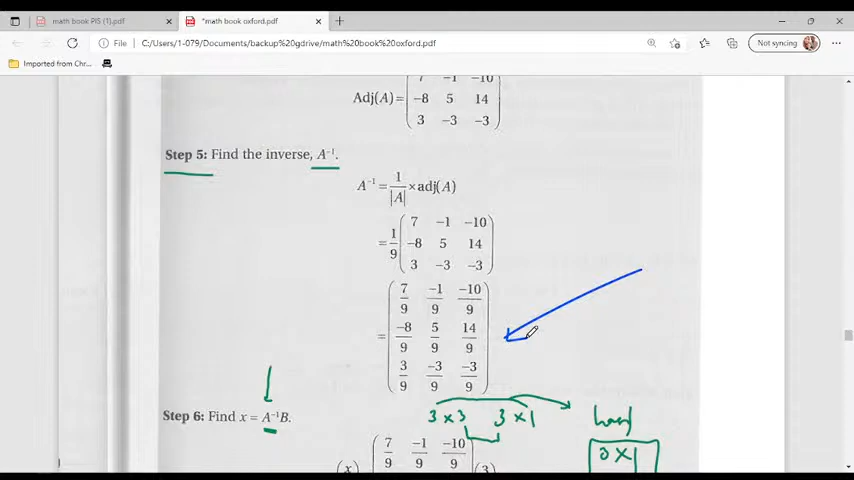 math book PIS (1).pdf
*math book oxford.pdf
File | C:/Users/1-079/Documents/backup%20gdrive/math%20book%20oxford.pdf
Not syncing
Imported from Chr...
Adj(A) = ( 7 -1 -10
-8 5 14
3 -3 -3 )
Step 5: Find the inverse, A⁻¹.
A⁻¹ = 1/|A| × adj(A)
= 1/9 ( 7 -1 -10
-8 5 14
3 -3 -3 )
= ( 7/9 -1/9 -10/9
-8/9 5/9 14/9
3/9 -3/9 -3/9 )
3 × 3 3 × 1
Step 6: Find x = A⁻¹B.
3 × 1
(x ( 7/9 -1/9 -10/9 (3)